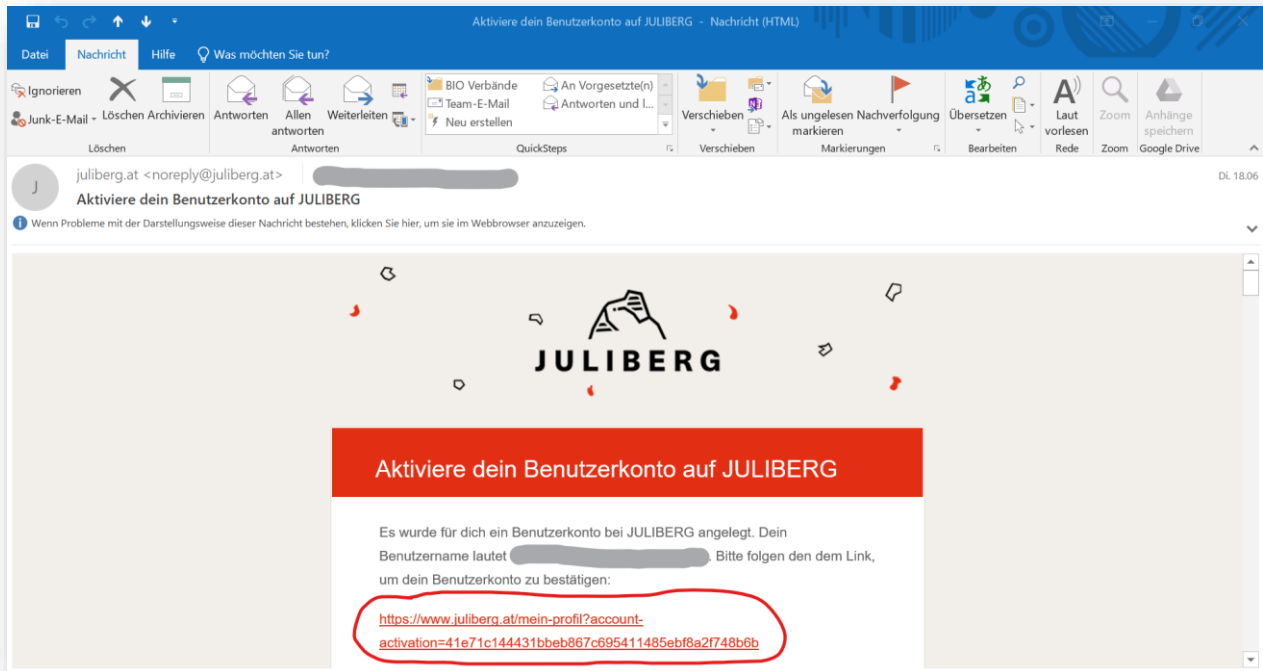 Aktiviere dein Benutzerkonto auf JULIBERG - Nachricht (HTML)
Datei Nachricht Hilfe Was möchten Sie tun?
Ignorieren
Junk-E-Mail
Löschen
Archivieren
Löschen
Antworten
Allen
antworten
Weiterleiten
Antworten
BIO Verbände
Team-E-Mail
Neu erstellen
An Vorgesetzte(n)
Antworten und l...
QuickSteps
Verschieben
Verschieben
Als ungelesen
markieren
Nachverfolgung
Markierungen
Übersetzen
Bearbeiten
Laut
vorlesen
Rede
Zoom
Zoom
Anhänge
speichern
Google Drive
J
juliberg.at <noreply@juliberg.at>
Di. 18.06
Aktiviere dein Benutzerkonto auf JULIBERG
Wenn Probleme mit der Darstellungsweise dieser Nachricht bestehen, klicken Sie hier, um sie im Webbrowser anzuzeigen.
JULIBERG
Aktiviere dein Benutzerkonto auf JULIBERG
Es wurde für dich ein Benutzerkonto bei JULIBERG angelegt. Dein
Benutzername lautet . Bitte folgen den dem Link,
um dein Benutzerkonto zu bestätigen:
https://www.juliberg.at/mein-profil?account-
activation=41e71c144431bbeb867c695411485ebf8a2f748b6b